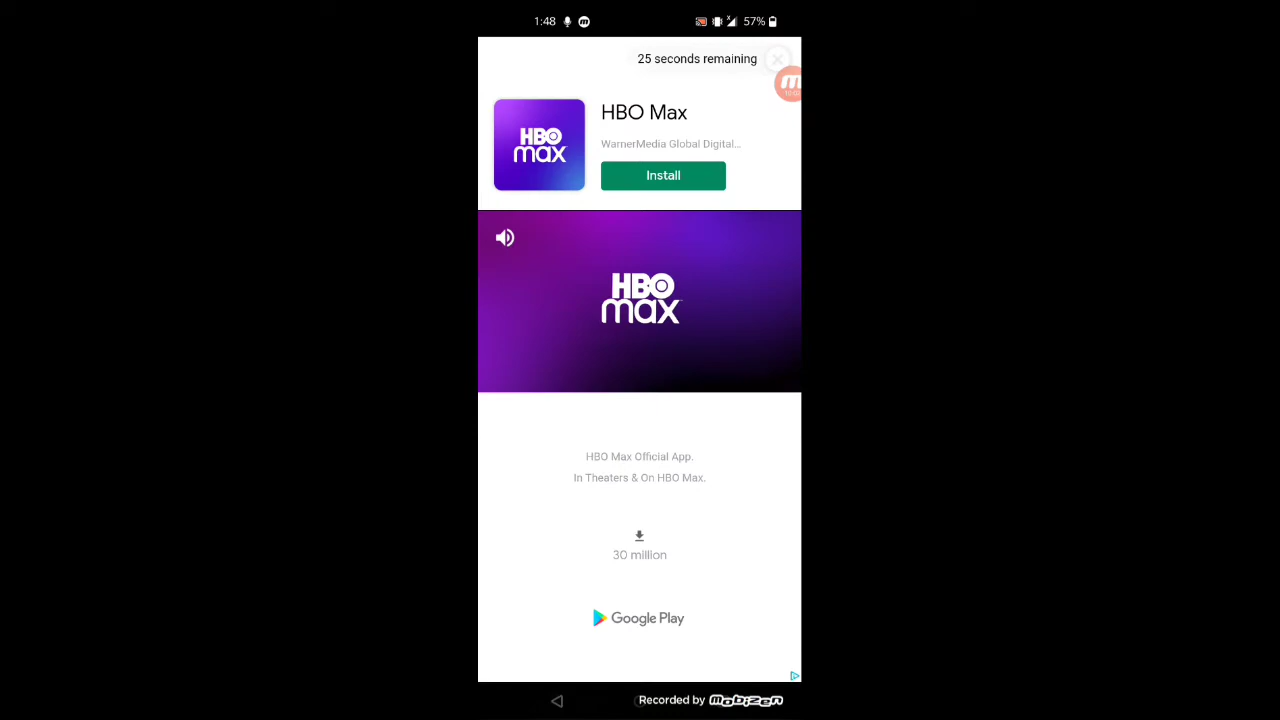 1:48 57%
25 seconds remaining
HBO Max
HBO
max
WarnerMedia Global Digital...
Install
HBO
max
HBO Max Official App.
In Theaters & On HBO Max.
30 million
Google Play
Recorded by mobizen